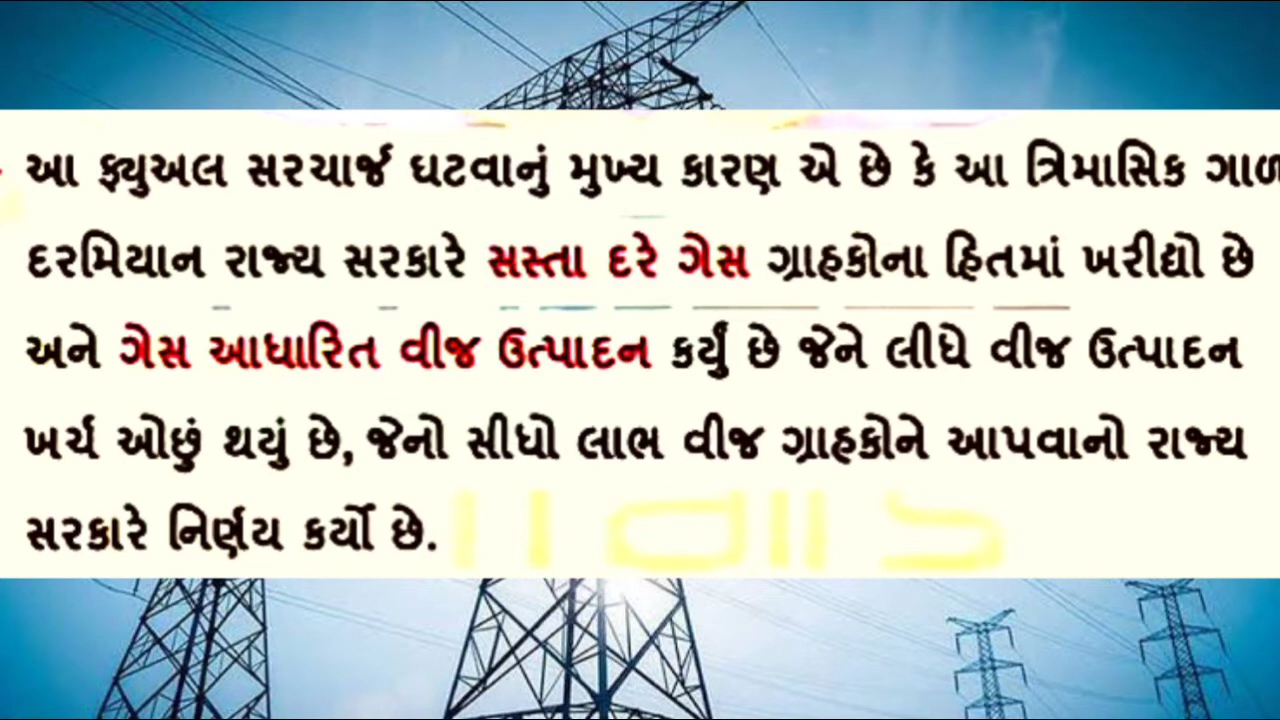 આ ફ્યુઅલ સરચાર્જ ઘટવાનું મુખ્ય કારણ એ છે કે આ ત્રિમાસિક ગાળ
દરમિયાન રાજ્ય સરકારે સસ્તા દરે ગેસ ગ્રાહકોના હિતમાં ખરીદ્યો છે
અને ગેસ આધારિત વીજ ઉત્પાદન કર્યું છે જેને લીધે વીજ ઉત્પાદન
ખર્ચ ઓછું થયું છે, જેનો સીધો લાભ વીજ ગ્રાહકોને આપવાનો રાજ્ય
સરકારે નિર્ણય કર્યો છે.